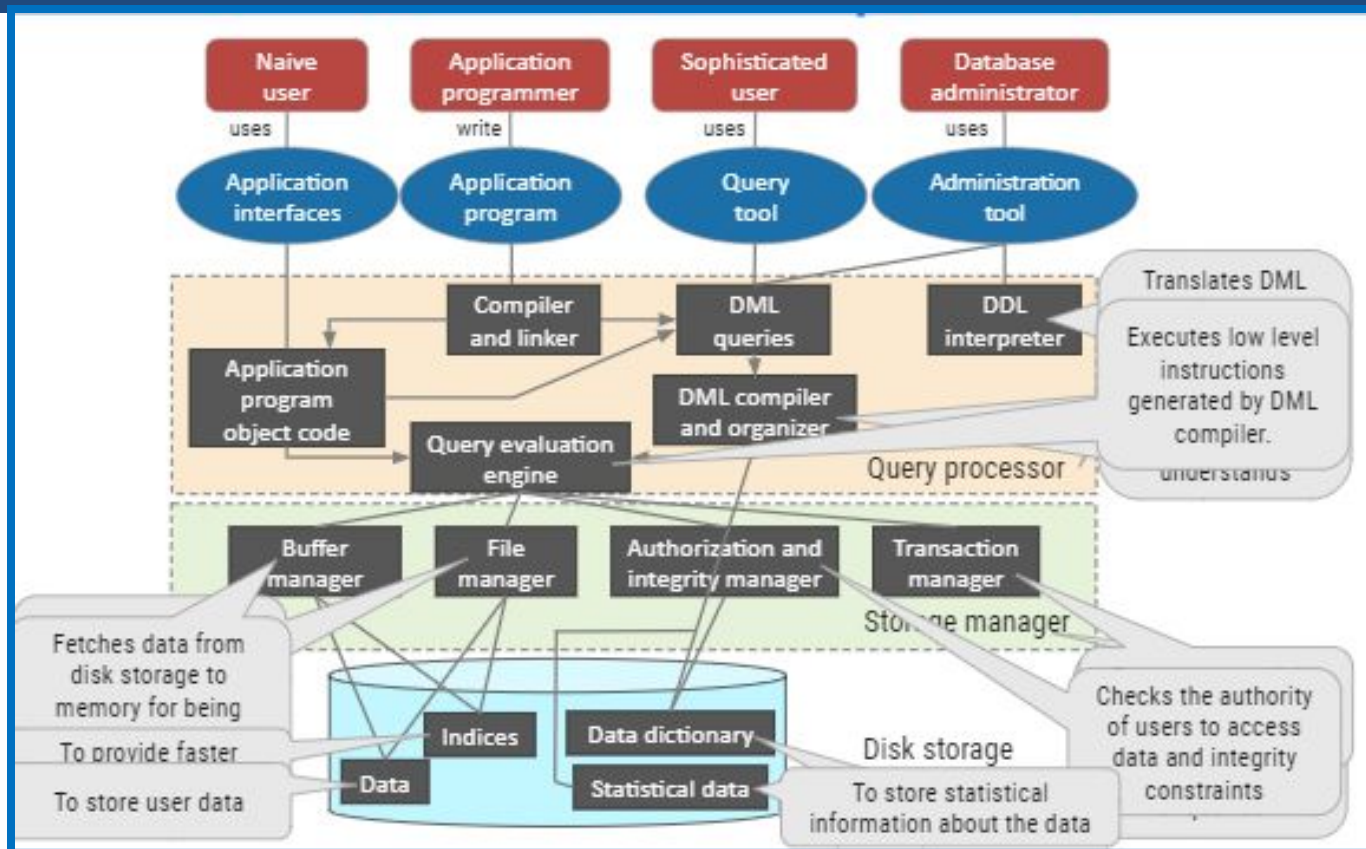 Naive
user
Application
programmer
Sophisticated
user
Database
administrator
uses
write
uses
uses
Application
interfaces
Application
program
Query
tool
Administration
tool
Compiler
and linker
DML
queries
DDL
interpreter
Translates DML
Executes low level
instructions
generated by DML
compiler.
understands
Application
program
object code
DML compiler
and organizer
Query evaluation
engine
Query processor
Buffer
manager
File
manager
Authorization and
integrity manager
Transaction
manager
Storage manager
Fetches data from
disk storage to
memory for being
To provide faster
To store user data
Indices
Data
Data dictionary
Statistical data
Disk storage
Checks the authority
of users to access
data and integrity
constraints
To store statistical
information about the data